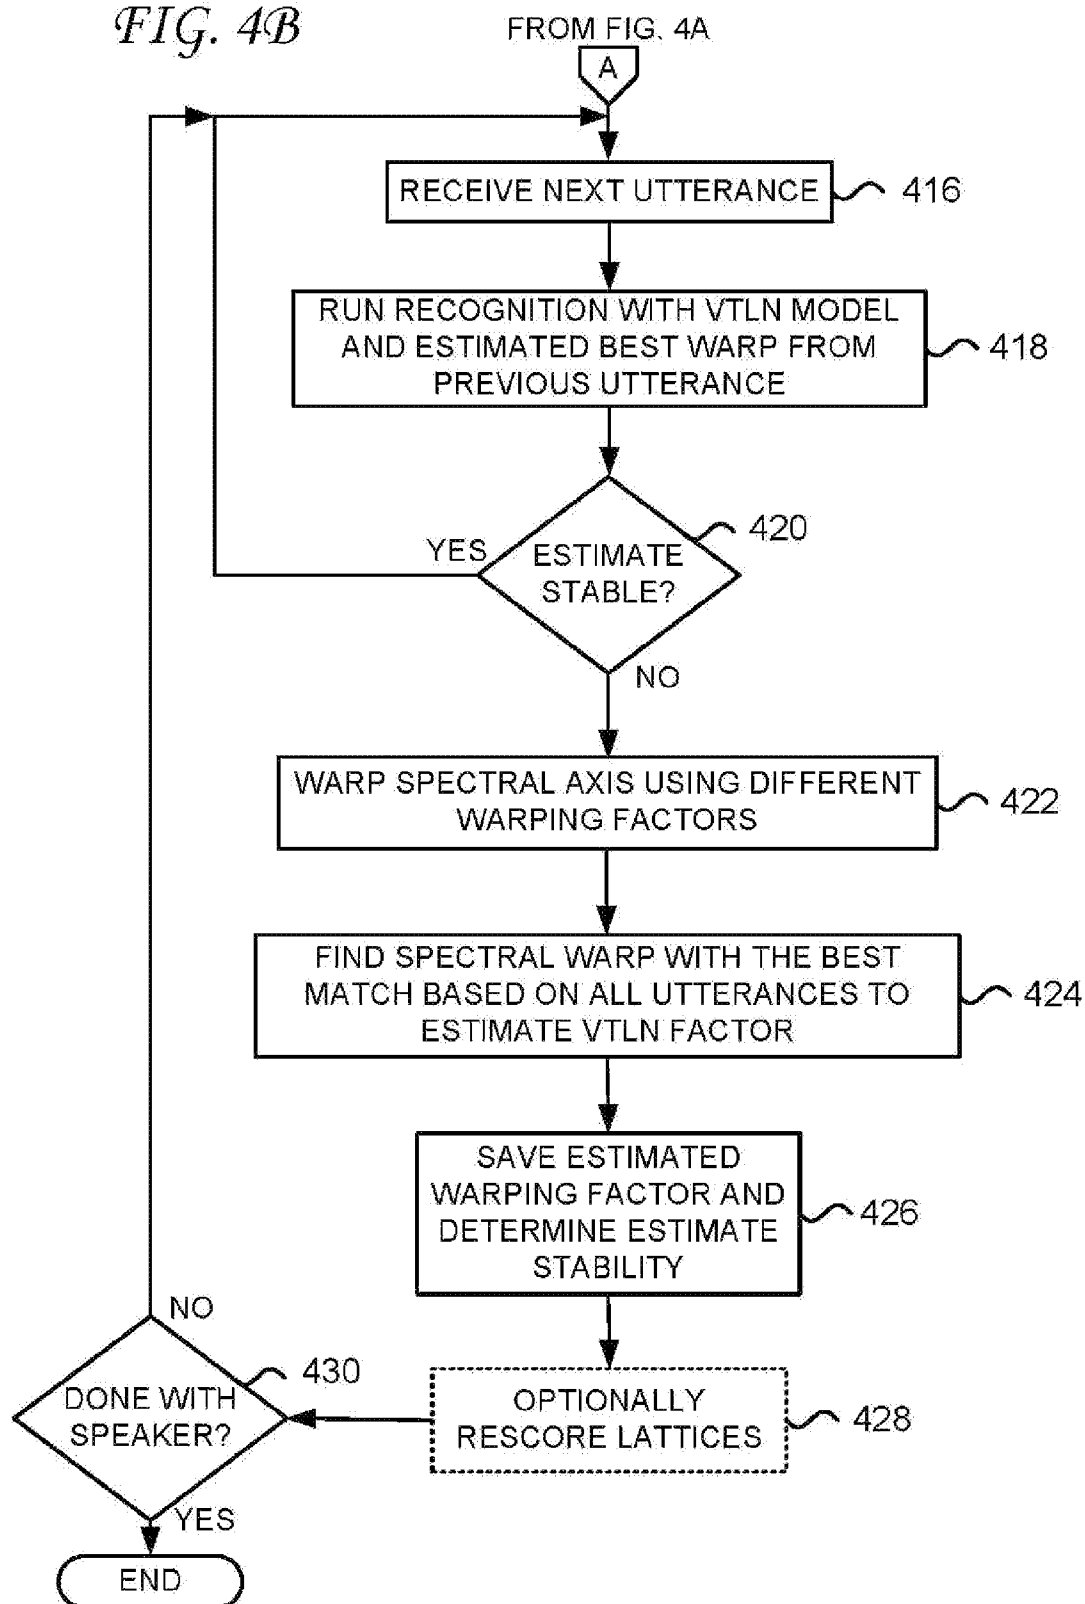 FIG. 4B
FROM FIG. 4A
A
RECEIVE NEXT UTTERANCE
416
RUN RECOGNITION WITH VTLN MODEL
AND ESTIMATED BEST WARP FROM
PREVIOUS UTTERANCE
418
420
YES
ESTIMATE
STABLE?
NO
WARP SPECTRAL AXIS USING DIFFERENT
WARPING FACTORS
422
FIND SPECTRAL WARP WITH THE BEST
MATCH BASED ON ALL UTTERANCES TO
ESTIMATE VTLN FACTOR
424
SAVE ESTIMATED
WARPING FACTOR AND
DETERMINE ESTIMATE
STABILITY
426
OPTIONALLY
RESCORE LATTICES
428
NO
430
DONE WITH
SPEAKER?
YES
END